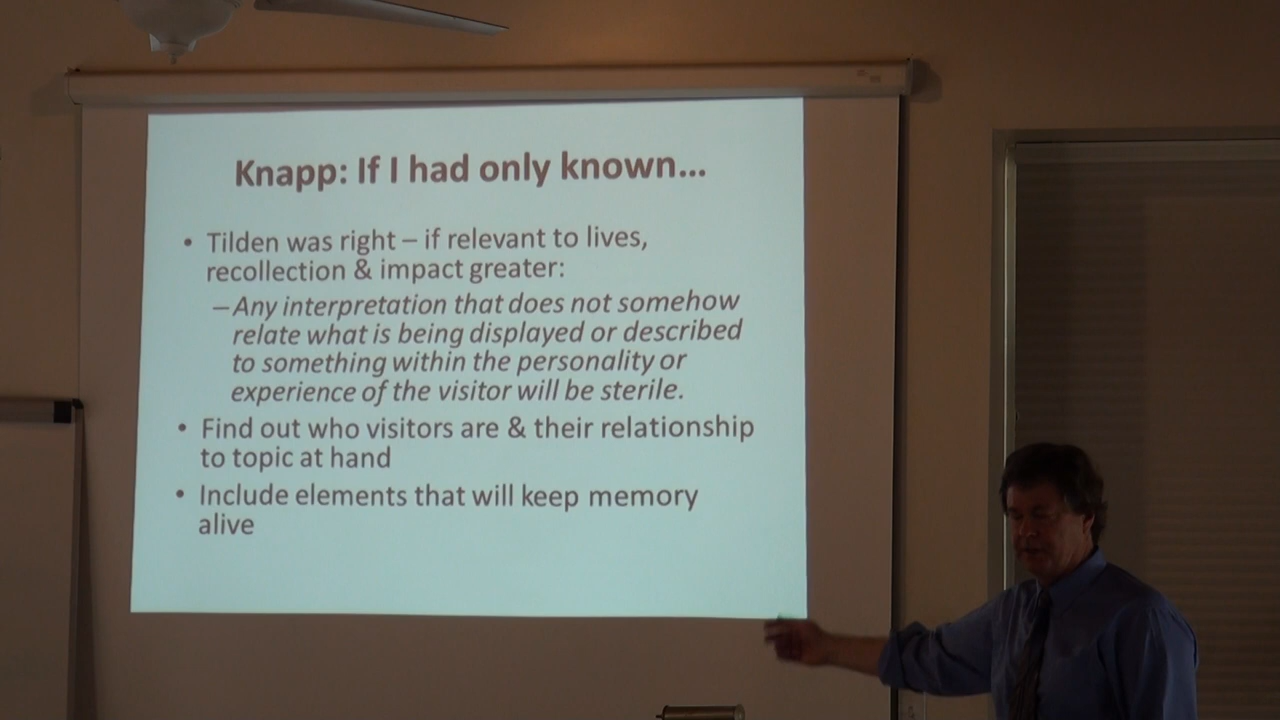 Knapp: If I had only known...
• Tilden was right – if relevant to lives,
recollection & impact greater:
–Any interpretation that does not somehow
relate what is being displayed or described
to something within the personality or
experience of the visitor will be sterile.
• Find out who visitors are & their relationship
to topic at hand
• Include elements that will keep memory
alive